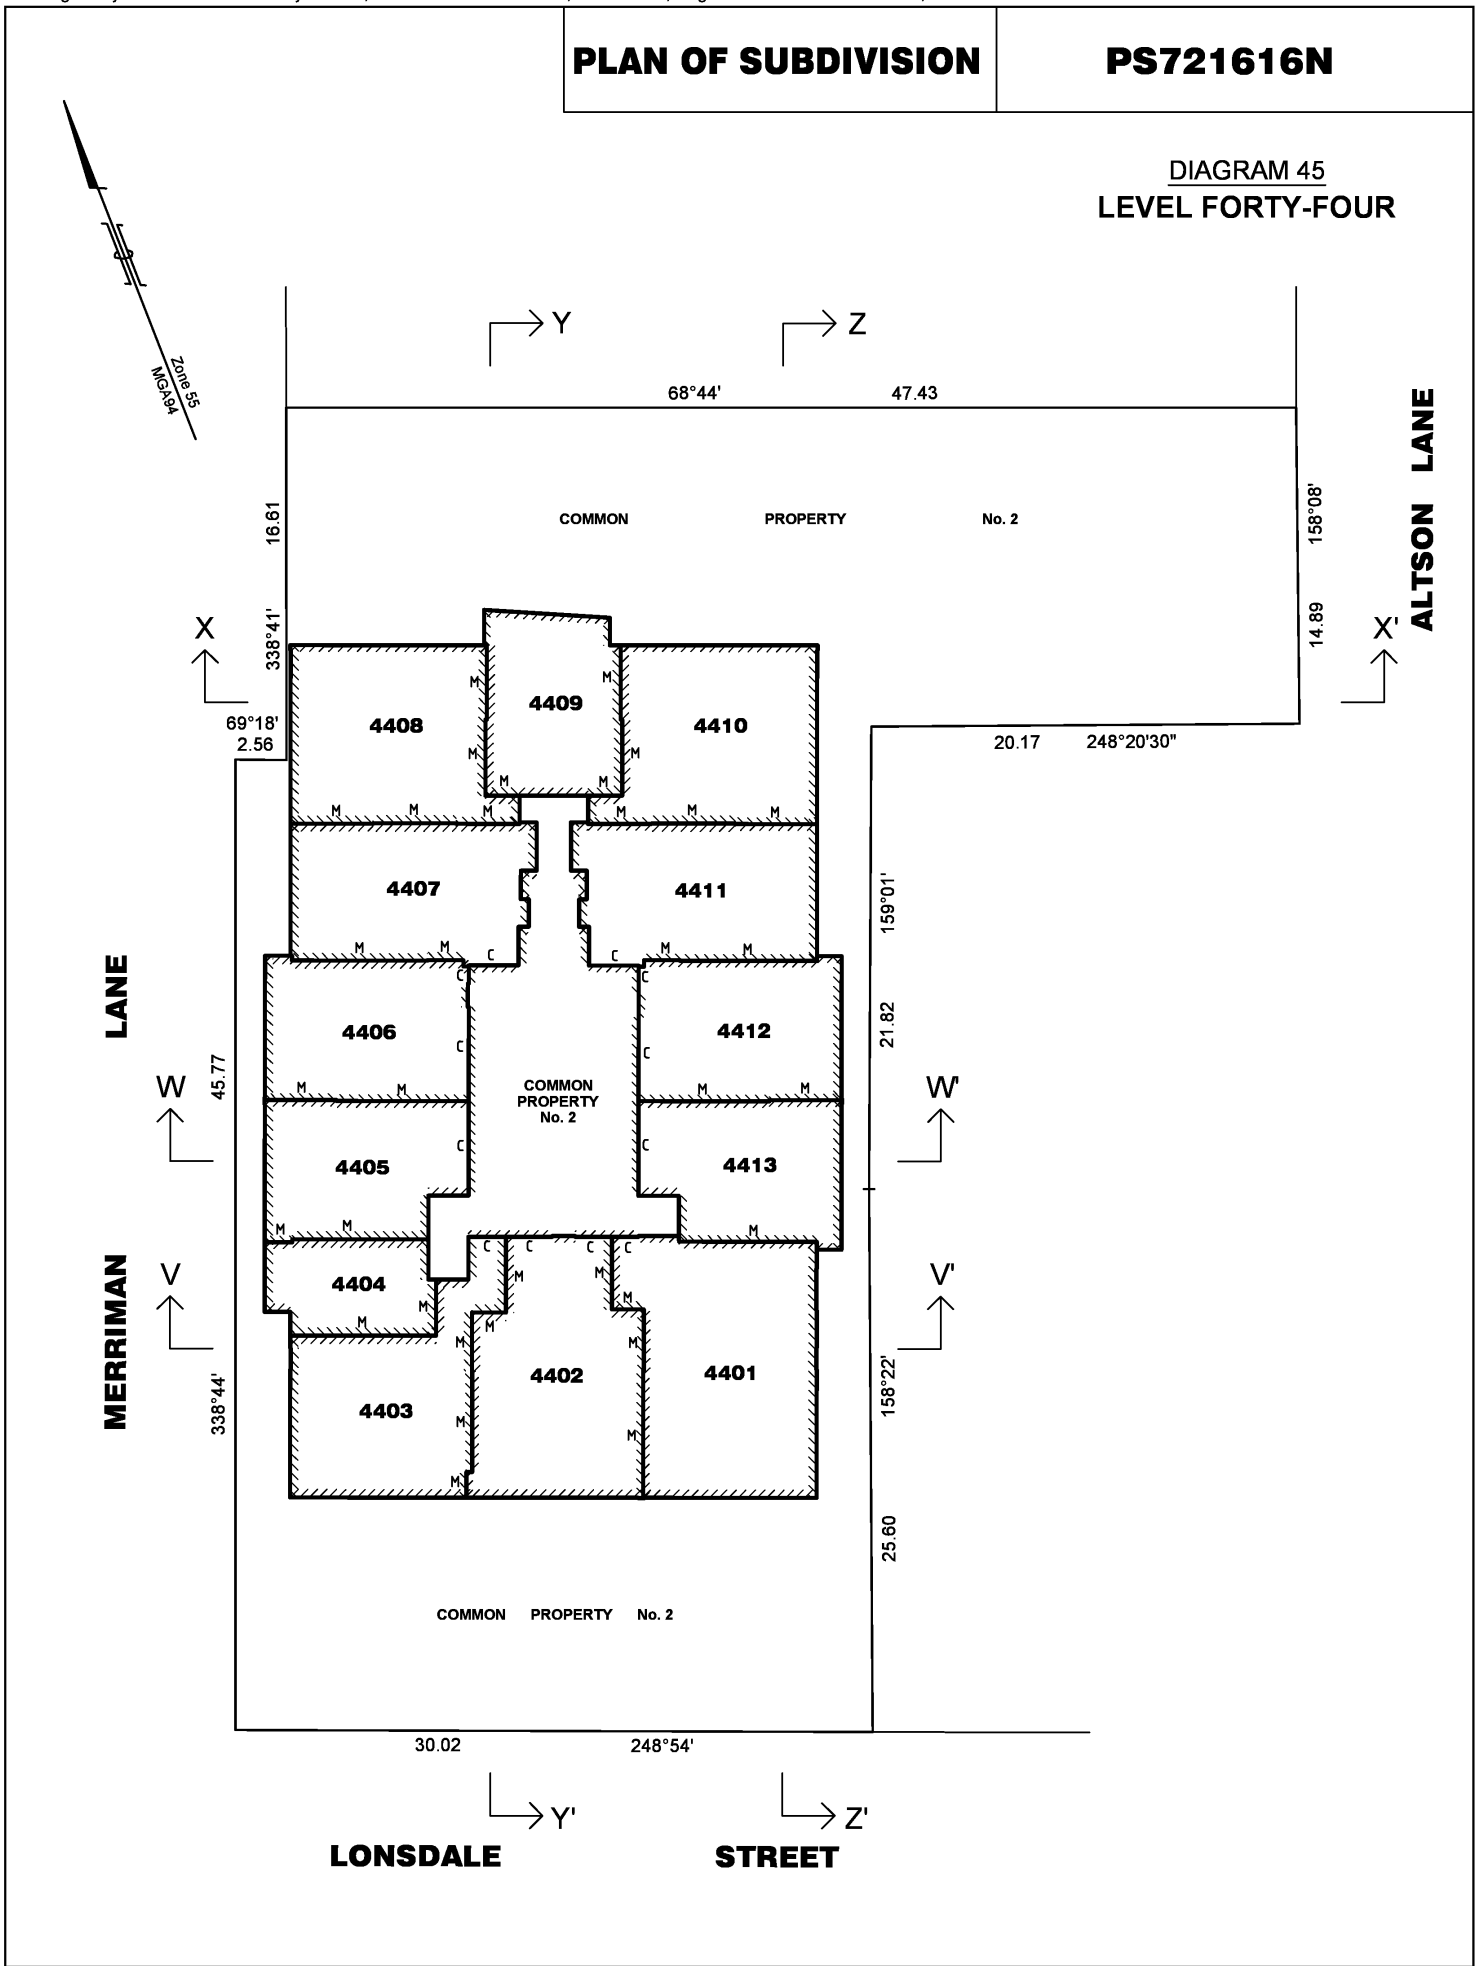 PLAN OF SUBDIVISION
PS721616N
DIAGRAM 45
LEVEL FORTY-FOUR
Zone 55
MGA94
Y
Z
68°44' 47.43
ALTSON LANE
16.61
338°41'
COMMON PROPERTY No. 2
158°08'
14.89
X
X'
69°18'
2.56
20.17 248°20'30"
4408
M
M
M M M
4409
M
M M
4410
M
M M M
4407
M M C
4411
C M M
159°01'
21.82
LANE
45.77
4406
C
C
M M
4412
C
C
M M
COMMON
PROPERTY
No. 2
W
W'
4405
C
M M
4413
C
M
MERRIMAN
V
V'
4404
M
M
C C C C
M M
M M
4403
M
M
M
4402
M
M
4401
338°44'
158°22'
25.60
COMMON PROPERTY No. 2
30.02 248°54'
Y'
Z'
LONSDALE STREET